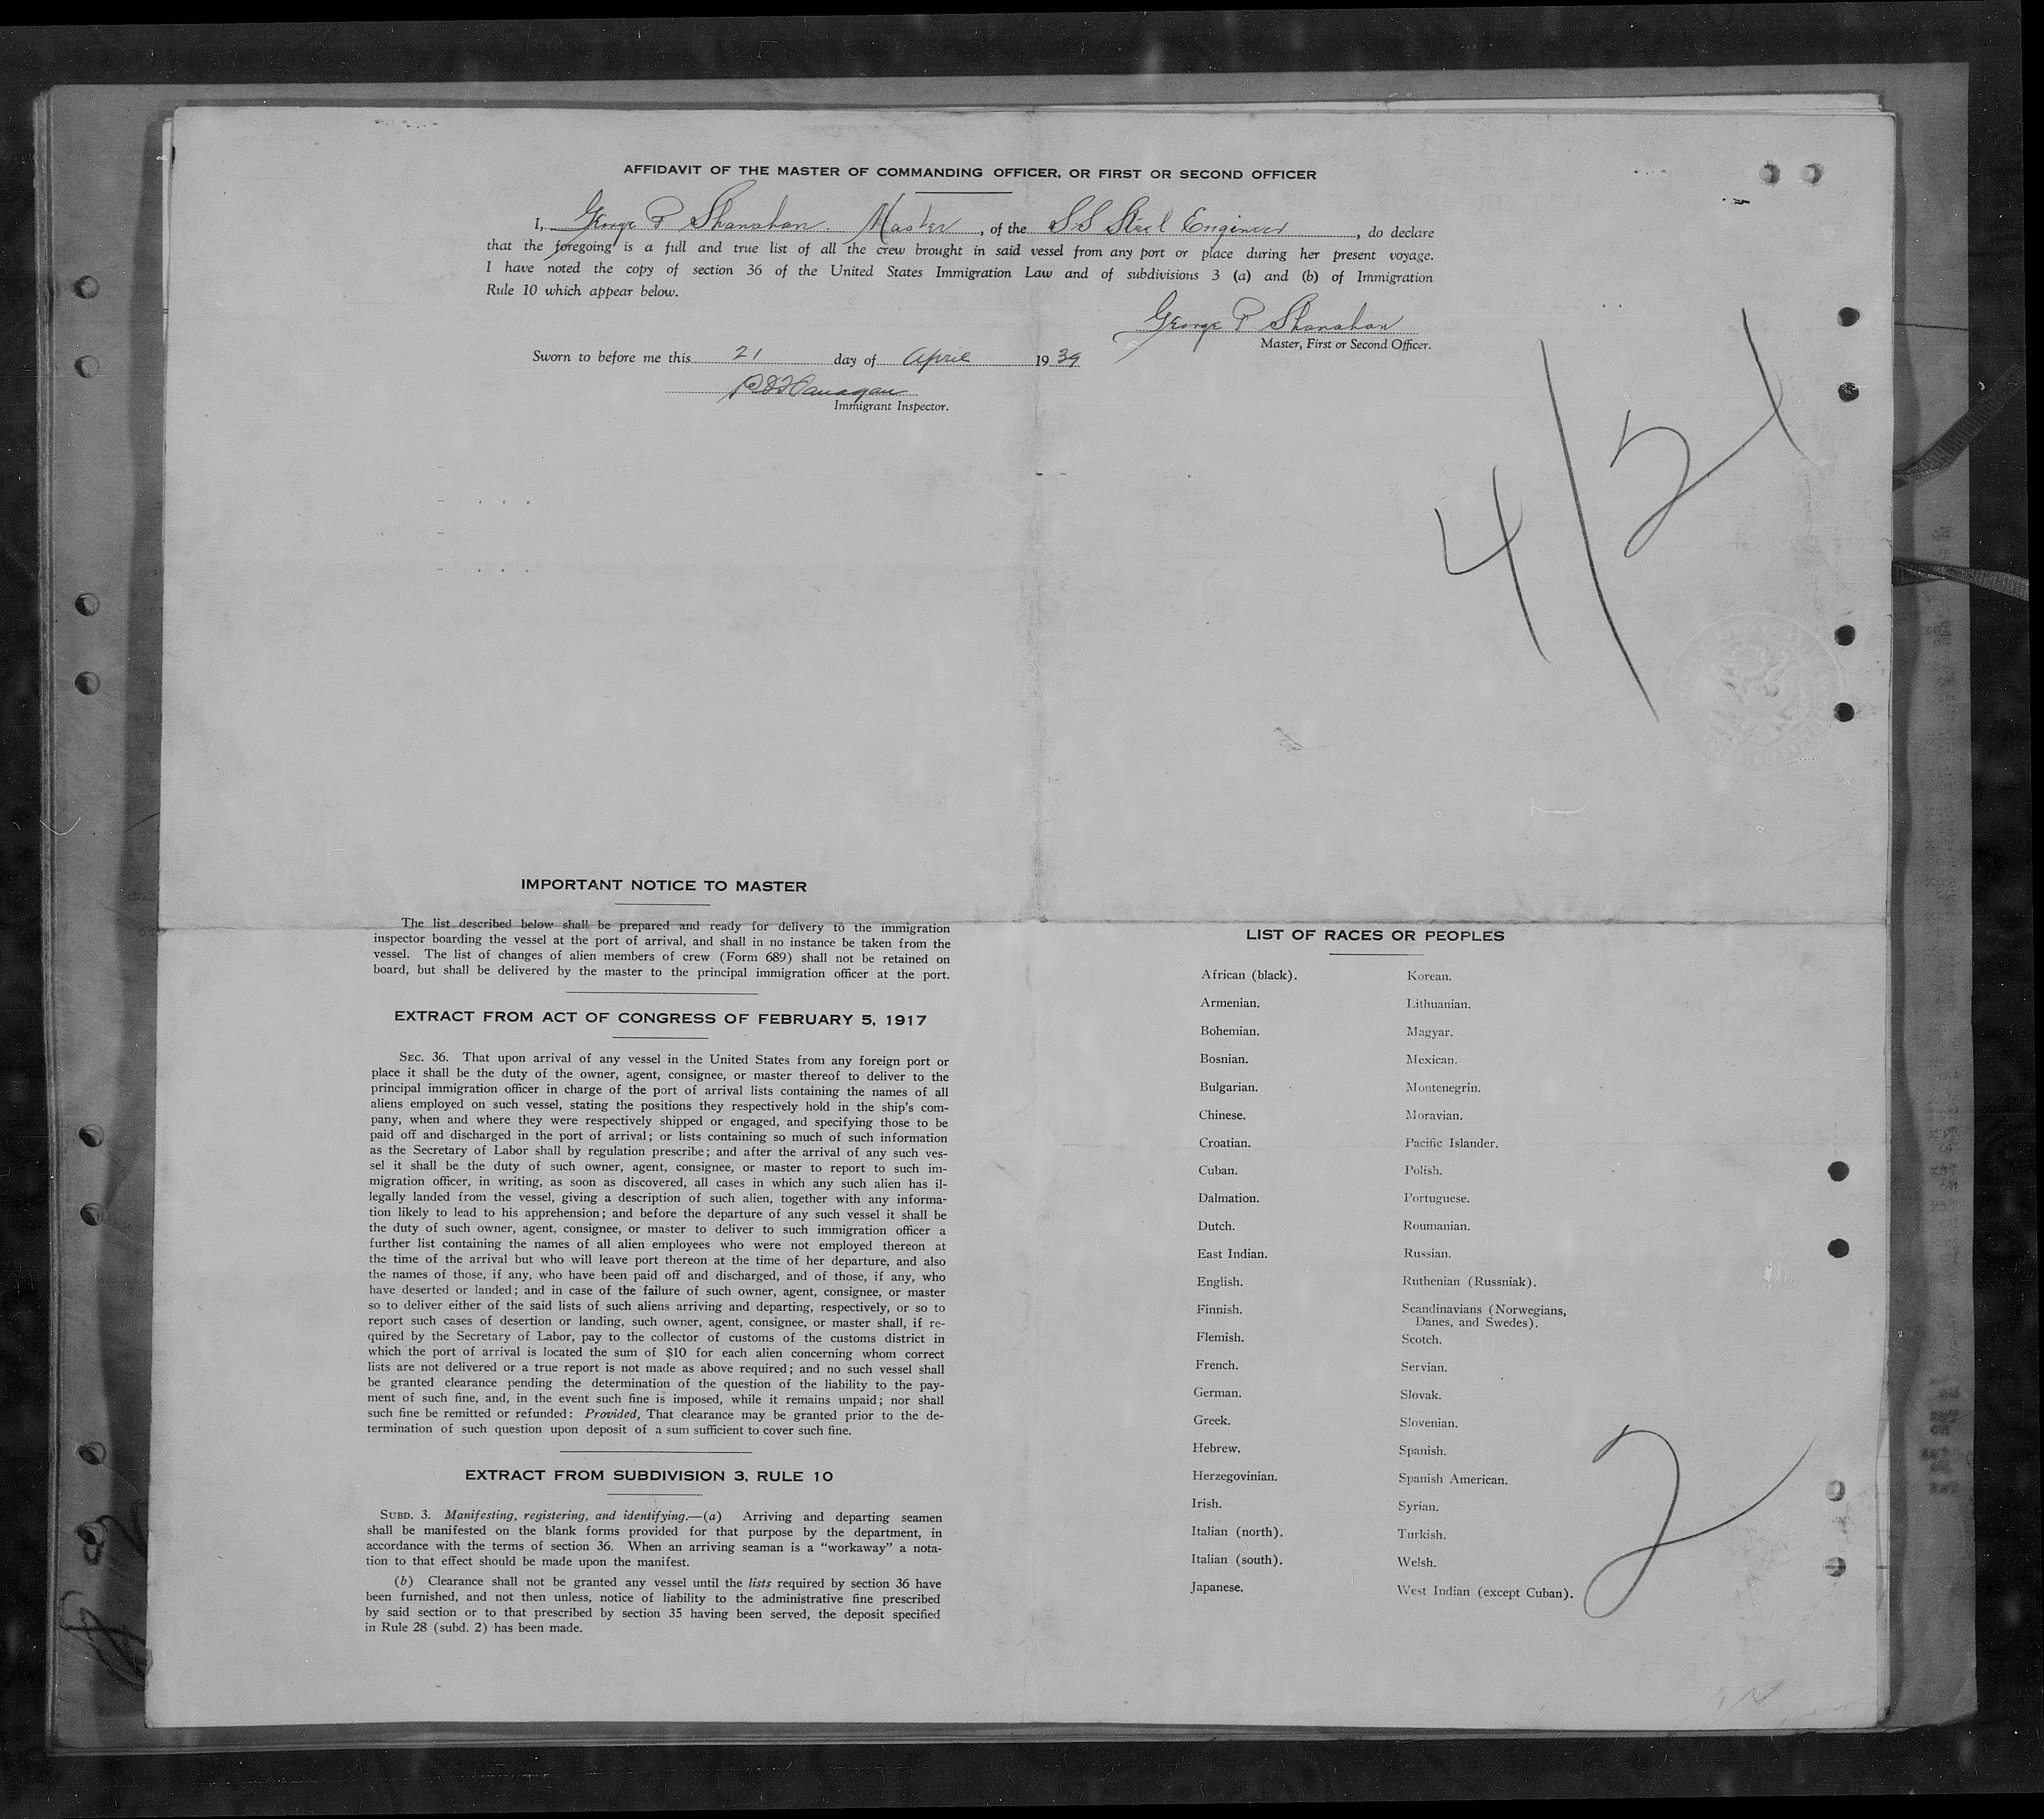 AFFIDAVIT OF THE MASTER OF COMMANDING OFFICER, OR FIRST OR SECOND OFFICER
I, George P Shanahan. Master, of the S.S Steel Engineer, do declare
that the foregoing is a full and true list of all the crew brought in said vessel from any port or place during her present voyage.
I have noted the copy of section 36 of the United States Immigration Law and of subdivisions 3 (a) and (b) of Immigration
Rule 10 which appear below.
George P Shanahan
Master, First or Second Officer.
Sworn to before me this 21 day of April 1939
Immigrant Inspector.
4/21
IMPORTANT NOTICE TO MASTER
The list described below shall be prepared and ready for delivery to the immigration
inspector boarding the vessel at the port of arrival, and shall in no instance be taken from the
vessel. The list of changes of alien members of crew (Form 689) shall not be retained on
board, but shall be delivered by the master to the principal immigration officer at the port.
EXTRACT FROM ACT OF CONGRESS OF FEBRUARY 5, 1917
SEC. 36. That upon arrival of any vessel in the United States from any foreign port or
place it shall be the duty of the owner, agent, consignee, or master thereof to deliver to the
principal immigration officer in charge of the port of arrival lists containing the names of all
aliens employed on such vessel, stating the positions they respectively hold in the ship's com-
pany, when and where they were respectively shipped or engaged, and specifying those to be
paid off and discharged in the port of arrival; or lists containing so much of such information
as the Secretary of Labor shall by regulation prescribe; and after the arrival of any such ves-
sel it shall be the duty of such owner, agent, consignee, or master to report to such im-
migration officer, in writing, as soon as discovered, all cases in which any such alien has il-
legally landed from the vessel, giving a description of such alien, together with any informa-
tion likely to lead to his apprehension; and before the departure of any such vessel it shall be
the duty of such owner, agent, consignee, or master to deliver to such immigration officer a
further list containing the names of all alien employees who were not employed thereon at
the time of the arrival but who will leave port thereon at the time of her departure, and also
the names of those, if any, who have been paid off and discharged, and of those, if any, who
have deserted or landed; and in case of the failure of such owner, agent, consignee, or master
so to deliver either of the said lists of such aliens arriving and departing, respectively, or so to
report such cases of desertion or landing, such owner, agent, consignee, or master shall, if re-
quired by the Secretary of Labor, pay to the collector of customs of the customs district in
which the port of arrival is located the sum of $10 for each alien concerning whom correct
lists are not delivered or a true report is not made as above required; and no such vessel shall
be granted clearance pending the determination of the question of the liability to the pay-
ment of such fine, and, in the event such fine is imposed, while it remains unpaid; nor shall
such fine be remitted or refunded: Provided, That clearance may be granted prior to the de-
termination of such question upon deposit of a sum sufficient to cover such fine.
EXTRACT FROM SUBDIVISION 3, RULE 10
SUBD. 3. Manifesting, registering, and identifying.—(a) Arriving and departing seamen
shall be manifested on the blank forms provided for that purpose by the department, in
accordance with the terms of section 36. When an arriving seaman is a "workaway" a nota-
tion to that effect should be made upon the manifest.
(b) Clearance shall not be granted any vessel until the lists required by section 36 have
been furnished, and not then unless, notice of liability to the administrative fine prescribed
by said section or to that prescribed by section 35 having been served, the deposit specified
in Rule 28 (subd. 2) has been made.
LIST OF RACES OR PEOPLES
African (black).
Armenian.
Bohemian.
Bosnian.
Bulgarian.
Chinese.
Croatian.
Cuban.
Dalmation.
Dutch.
East Indian.
English.
Finnish.
Flemish.
French.
German.
Greek.
Hebrew.
Herzegovinian.
Irish.
Italian (north).
Italian (south).
Japanese.
Korean.
Lithuanian.
Magyar.
Mexican.
Montenegrin.
Moravian.
Pacific Islander.
Polish.
Portuguese.
Roumanian.
Russian.
Ruthenian (Russniak).
Scandinavians (Norwegians,
Danes, and Swedes).
Scotch.
Servian.
Slovak.
Slovenian.
Spanish.
Spanish American.
Syrian.
Turkish.
Welsh.
West Indian (except Cuban).
2